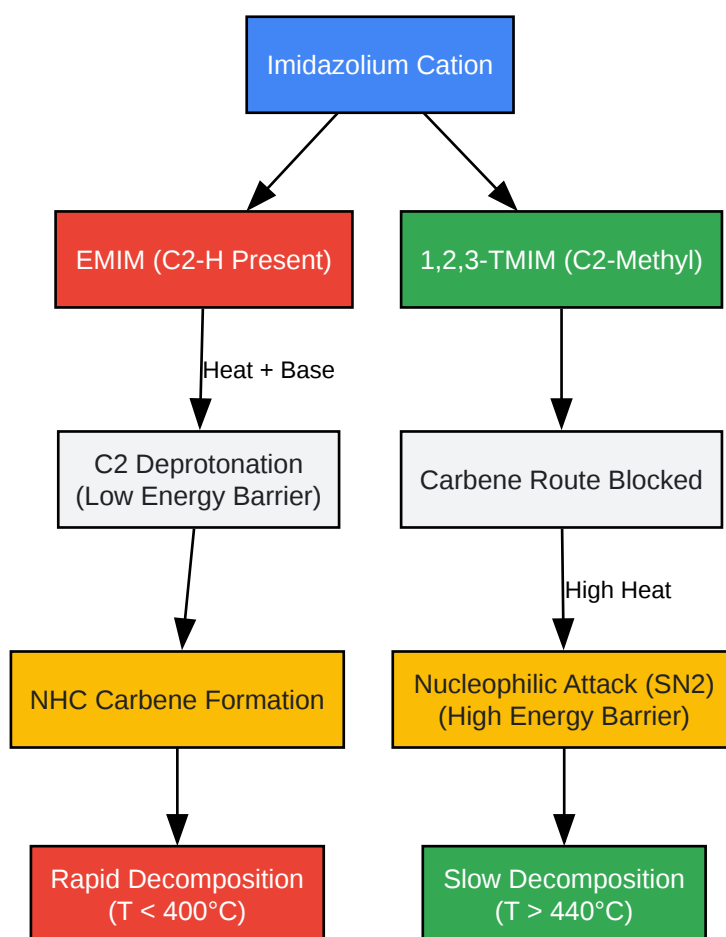 Imidazolium Cation
EMIM (C2-H Present)
1,2,3-TMIM (C2-Methyl)
Heat + Base
C2 Deprotonation
(Low Energy Barrier)
Carbene Route Blocked
High Heat
NHC Carbene Formation
Nucleophilic Attack (SN2)
(High Energy Barrier)
Rapid Decomposition
(T < 400°C)
Slow Decomposition
(T > 440°C)